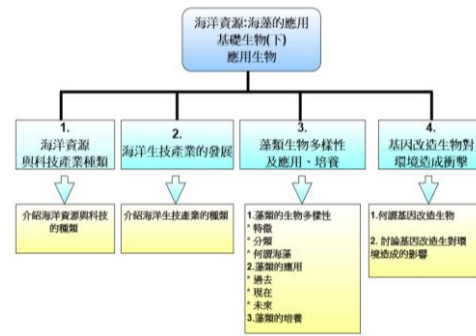 海洋資源:海藻的應用
基礎生物(下)
應用生物
1.
海洋資源
與科技產業種類
2.
海洋生技產業的發展
3.
藻類生物多樣性
及應用、培養
4.
基因改造生物對
環境造成衝擊
介紹海洋資源與科技
的種類
介紹海洋生技產業的種類
1.藻類的生物多樣性
* 特徵
* 分類
* 何謂海藻
2.藻類的應用
* 過去
* 現在
* 未來
3.藻類的培養
1.何謂基因改造生物
2. 討論基因改造生對環
境造成的影響